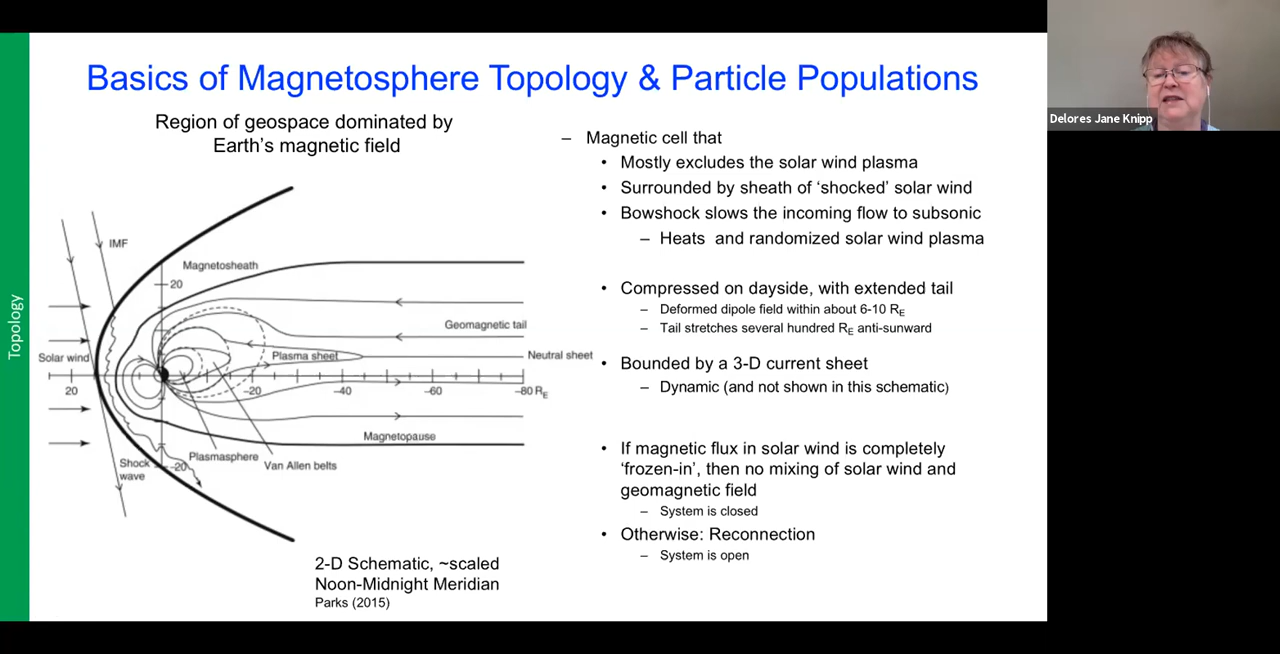 Basics of Magnetosphere Topology & Particle Populations
Delores Jane Knipp
Topology
Region of geospace dominated by
Earth's magnetic field
IMF
Magnetosheath
20
Geomagnetic tail
Solar wind
Plasma sheet
Neutral sheet
20
–20
–40
–60
–80 RE
Magnetopause
Plasmasphere
Van Allen belts
Shock
wave
–20
2-D Schematic, ~scaled
Noon-Midnight Meridian
Parks (2015)
– Magnetic cell that
• Mostly excludes the solar wind plasma
• Surrounded by sheath of 'shocked' solar wind
• Bowshock slows the incoming flow to subsonic
– Heats and randomized solar wind plasma
• Compressed on dayside, with extended tail
– Deformed dipole field within about 6-10 RE
– Tail stretches several hundred RE anti-sunward
• Bounded by a 3-D current sheet
– Dynamic (and not shown in this schematic)
• If magnetic flux in solar wind is completely
'frozen-in', then no mixing of solar wind and
geomagnetic field
– System is closed
• Otherwise: Reconnection
– System is open